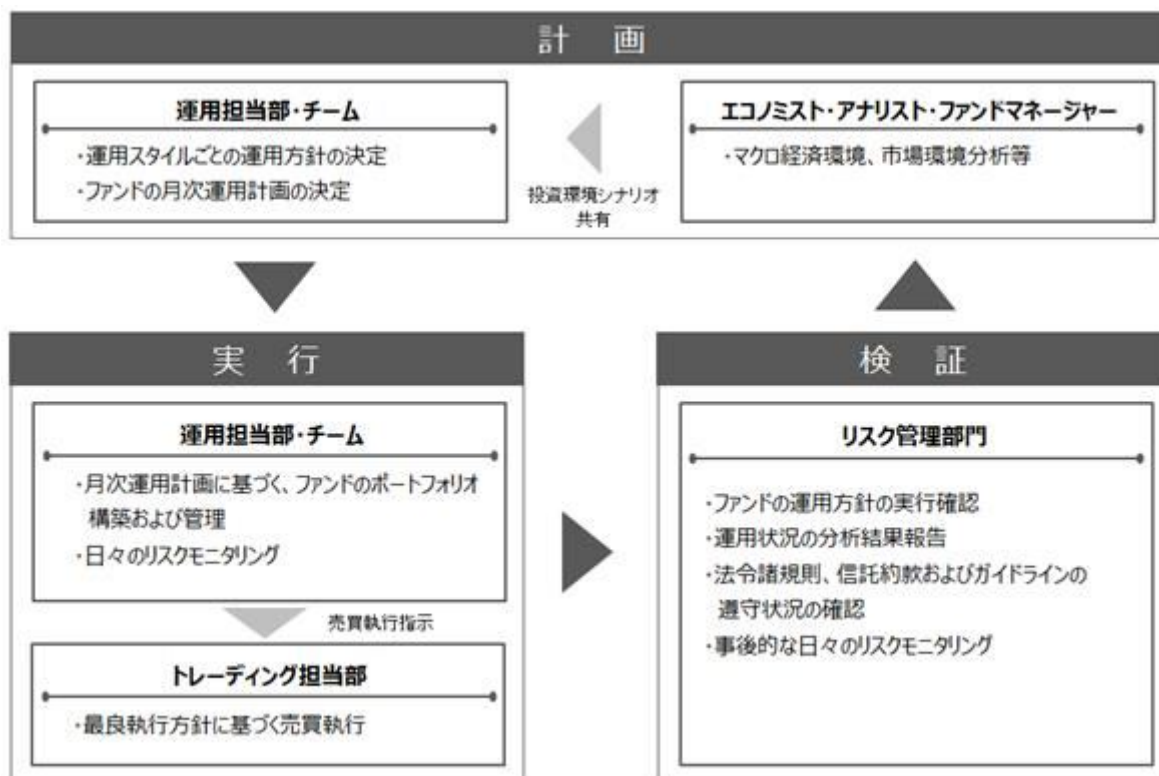 計 画
運用担当部・チーム
・運用スタイルごとの運用方針の決定
・ファンドの月次運用計画の決定
投資環境シナリオ
共有
エコノミスト・アナリスト・ファンドマネージャー
・マクロ経済環境、市場環境分析等
実 行
運用担当部・チーム
・月次運用計画に基づく、ファンドのポートフォリオ
構築および管理
・日々のリスクモニタリング
売買執行指示
トレーディング担当部
・最良執行方針に基づく売買執行
検 証
リスク管理部門
・ファンドの運用方針の実行確認
・運用状況の分析結果報告
・法令諸規則、信託約款およびガイドラインの
遵守状況の確認
・事後的な日々のリスクモニタリング